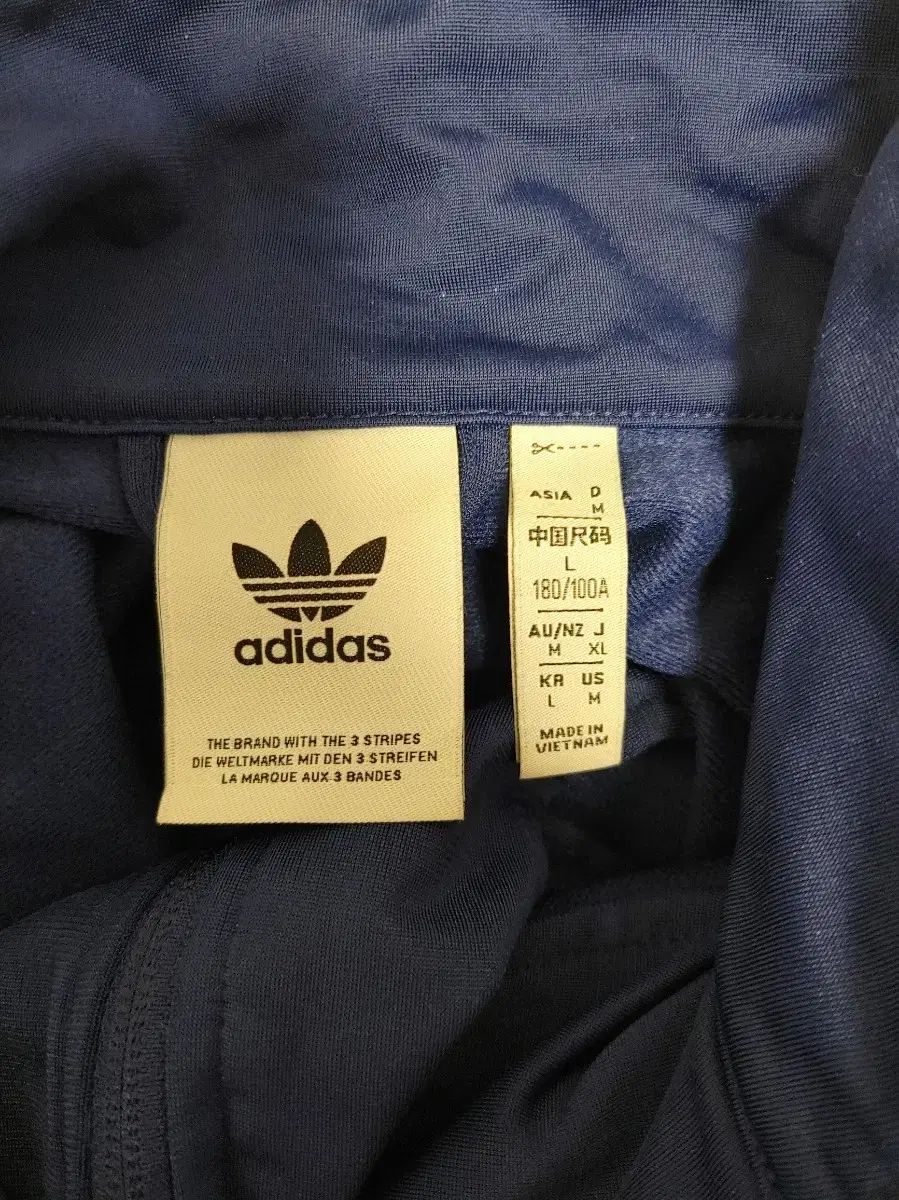 adidas
THE BRAND WITH THE 3 STRIPES
DIE WELTMARKE MIT DEN 3 STREIFEN
LA MARQUE AUX 3 BANDES
ASIA D
M
中国尺码
L
180/100A
AU/NZ J
M XL
KR US
L M
MADE IN
VIETNAM